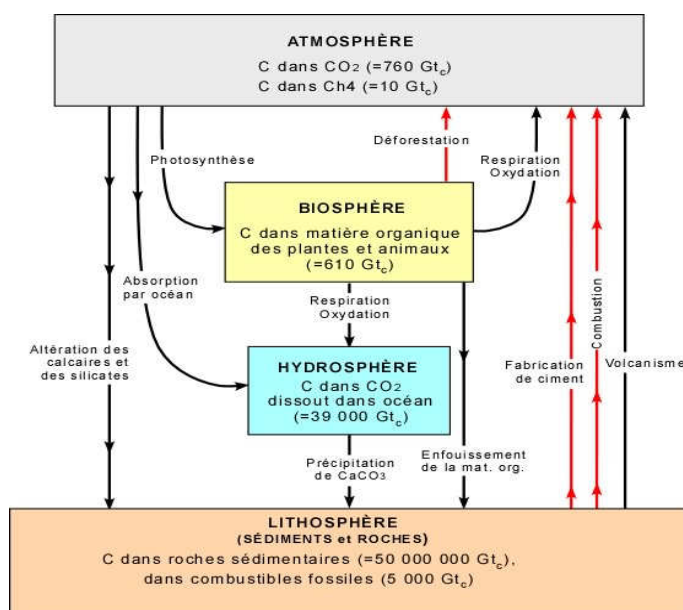 ATMOSPHÈRE
C dans CO2 (=760 Gtc)
C dans Ch4 (=10 Gtc)
Déforestation
Photosynthèse
Respiration
Oxydation
BIOSPHÈRE
C dans matière organique
des plantes et animaux
(=610 Gtc)
Absorption
par océan
Respiration
Oxydation
Altération des
calcaires et
des silicates
HYDROSPHÈRE
C dans CO2
dissout dans océan
(=39 000 Gtc)
Fabrication
de ciment
Combustion
Volcanisme
Précipitation
de CaCO3
Enfouissement
de la mat. org.
LITHOSPHÈRE
(SÉDIMENTS et ROCHES)
C dans roches sédimentaires (=50 000 000 Gtc),
dans combustibles fossiles (5 000 Gtc)